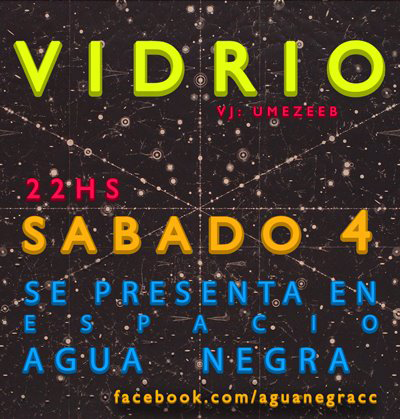 VIDRIO
VJ: UMEZEEB
22HS
SABADO 4
SE PRESENTA EN
ESPACIO
AGUA NEGRA
facebook.com/aguanegracc